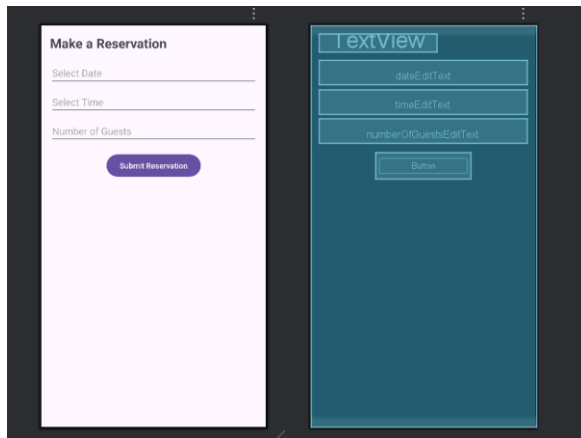 Make a Reservation
Select Date
Select Time
Number of Guests
Submit Reservation
TextView
dateEditText
timeEditText
numberOfGuestsEditText
Button